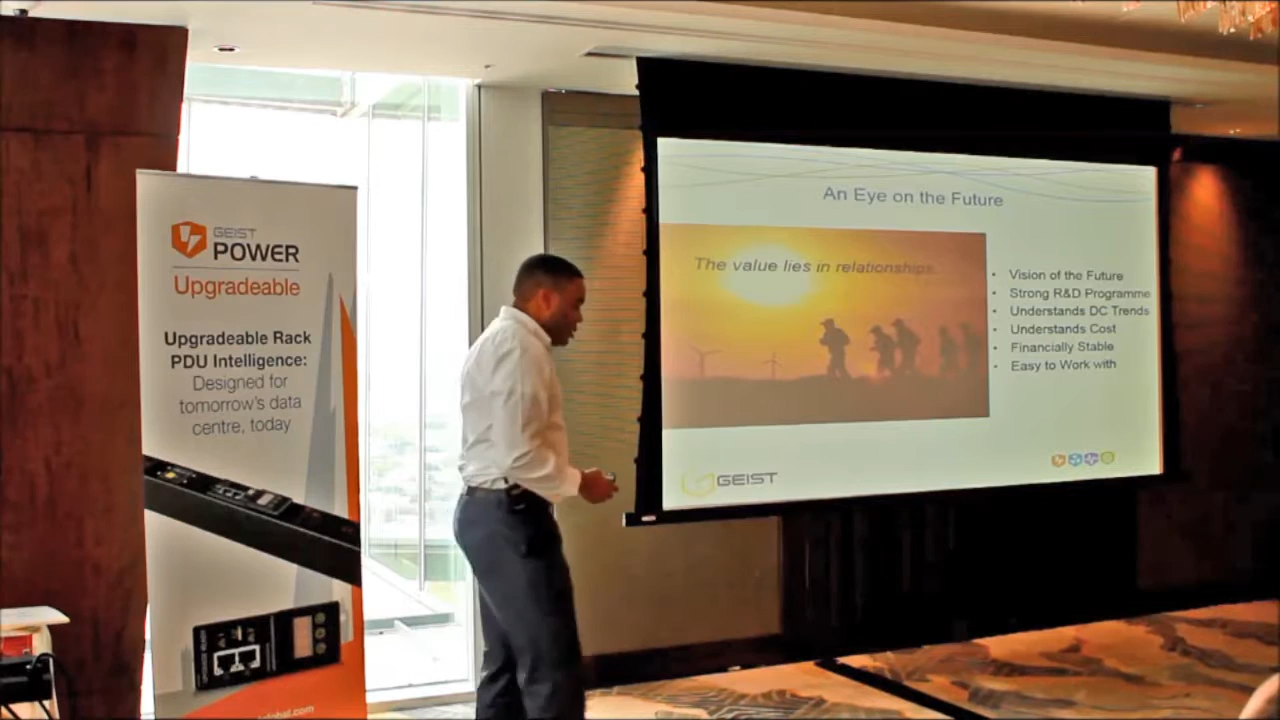 GEIST
POWER
Upgradeable
Upgradeable Rack
PDU Intelligence:
Designed for
tomorrow's data
centre, today
An Eye on the Future
The value lies in relationships.
• Vision of the Future
• Strong R&D Programme
• Understands DC Trends
• Understands Cost
• Financially Stable
• Easy to Work with
GEIST